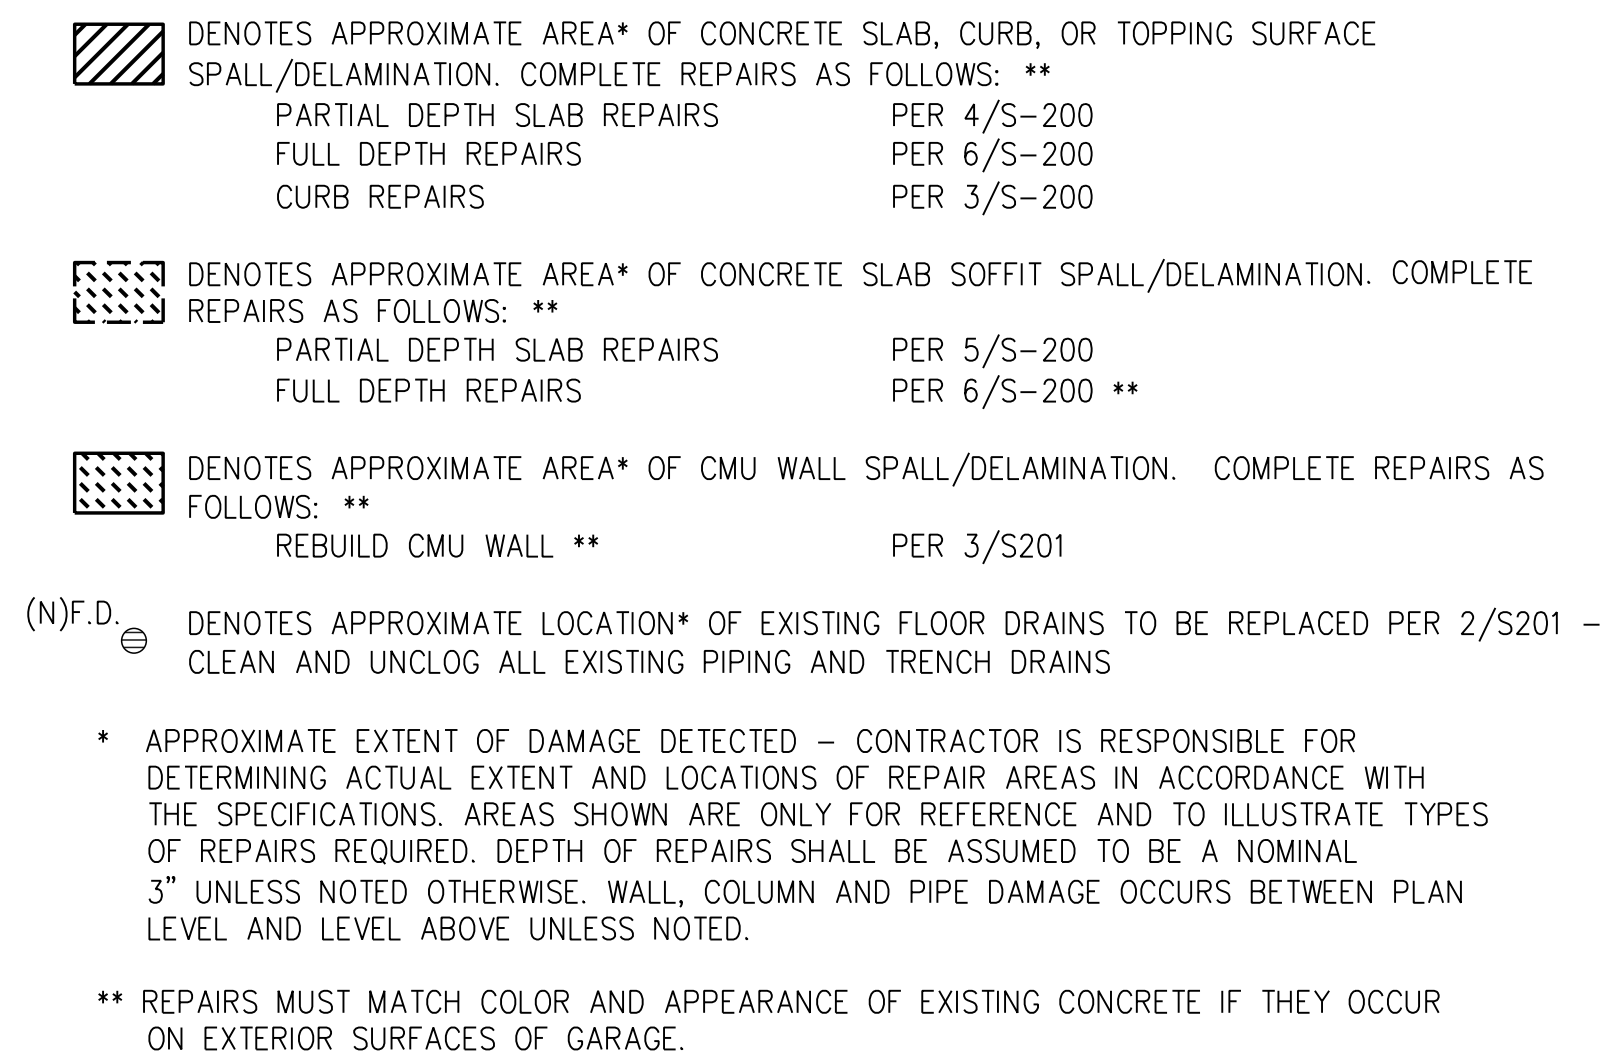 DENOTES APPROXIMATE AREA* OF CONCRETE SLAB, CURB, OR TOPPING SURFACE
SPALL/DELAMINATION. COMPLETE REPAIRS AS FOLLOWS: **
PARTIAL DEPTH SLAB REPAIRS PER 4/S-200
FULL DEPTH REPAIRS PER 6/S-200
CURB REPAIRS PER 3/S-200
DENOTES APPROXIMATE AREA* OF CONCRETE SLAB SOFFIT SPALL/DELAMINATION. COMPLETE
REPAIRS AS FOLLOWS: **
PARTIAL DEPTH SLAB REPAIRS PER 5/S-200
FULL DEPTH REPAIRS PER 6/S-200 **
DENOTES APPROXIMATE AREA* OF CMU WALL SPALL/DELAMINATION. COMPLETE REPAIRS AS
FOLLOWS: **
REBUILD CMU WALL ** PER 3/S201
(N)F.D. DENOTES APPROXIMATE LOCATION* OF EXISTING FLOOR DRAINS TO BE REPLACED PER 2/S201 –
CLEAN AND UNCLOG ALL EXISTING PIPING AND TRENCH DRAINS
* APPROXIMATE EXTENT OF DAMAGE DETECTED – CONTRACTOR IS RESPONSIBLE FOR
DETERMINING ACTUAL EXTENT AND LOCATIONS OF REPAIR AREAS IN ACCORDANCE WITH
THE SPECIFICATIONS. AREAS SHOWN ARE ONLY FOR REFERENCE AND TO ILLUSTRATE TYPES
OF REPAIRS REQUIRED. DEPTH OF REPAIRS SHALL BE ASSUMED TO BE A NOMINAL
3” UNLESS NOTED OTHERWISE. WALL, COLUMN AND PIPE DAMAGE OCCURS BETWEEN PLAN
LEVEL AND LEVEL ABOVE UNLESS NOTED.
** REPAIRS MUST MATCH COLOR AND APPEARANCE OF EXISTING CONCRETE IF THEY OCCUR
ON EXTERIOR SURFACES OF GARAGE.